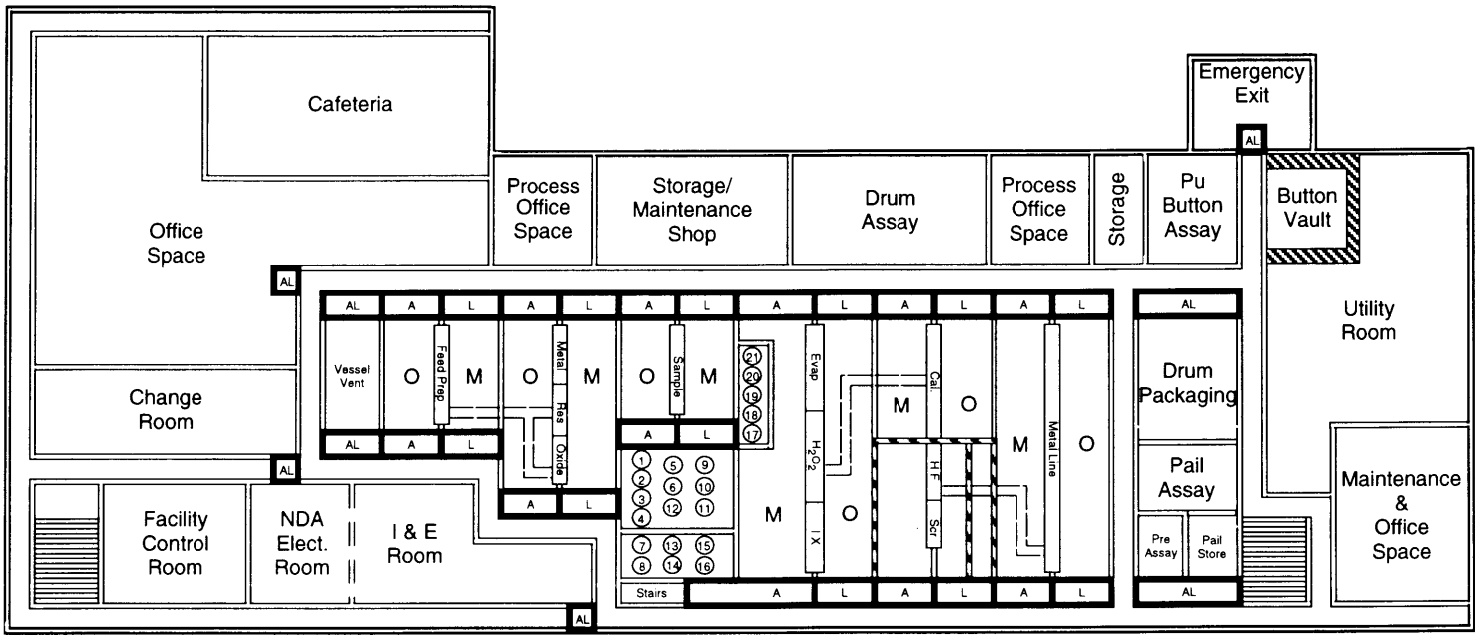 Emergency
Exit
Cafeteria
AL
Process
Office
Space
Storage/
Maintenance
Shop
Drum
Assay
Process
Office
Space
Storage
Pu
Button
Assay
Button
Vault
Office
Space
AL
AL
A
L
A
L
A
L
A
L
A
L
A
L
AL
Utility
Room
Vessel
Vent
O
Feed Prep
M
O
Metal
Res
Oxide
M
O
Sample
M
21
20
19
18
17
Evap
H₂O₂
I X
M
O
Cal.
H F
Scr
M
O
M
Metal Line
O
Drum
Packaging
Change
Room
AL
A
L
A
L
AL
Pail
Assay
1
2
3
4
5
6
12
9
10
11
A
L
Maintenance
&
Office
Space
Facility
Control
Room
NDA
Elect.
Room
I & E
Room
7
8
13
14
15
16
Pre
Assay
Pail
Store
Stairs
A
L
A
L
A
L
AL
AL